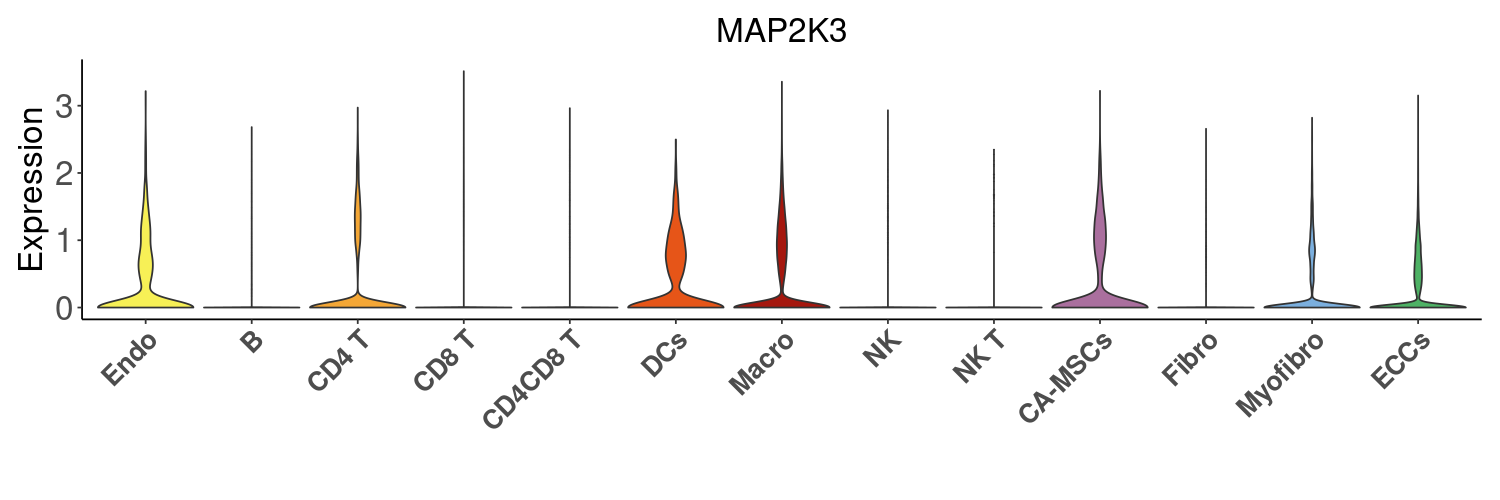 MAP2K3
Expression
3
2
1
0
Endo
B
CD4 T
CD8 T
CD4CD8 T
DCs
Macro
NK
NK T
CA-MSCs
Fibro
Myofibro
ECCs